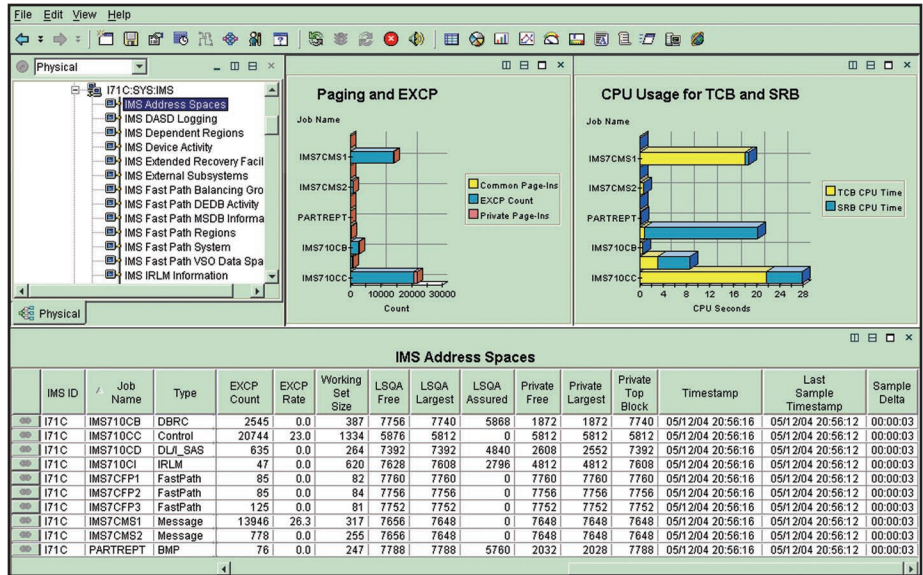 File Edit View Help
Physical
I71C:SYS:IMS
IMS Address Spaces
IMS DASD Logging
IMS Dependent Regions
IMS Device Activity
IMS Extended Recovery Facil
IMS External Subsystems
IMS Fast Path Balancing Gro
IMS Fast Path DEDB Activity
IMS Fast Path MSDB Informa
IMS Fast Path Regions
IMS Fast Path System
IMS Fast Path VSO Data Spa
IMS IRLM Information
Physical
Paging and EXCP
Job Name
IMS7CMS1
IMS7CMS2
PARTREPT
IMS710CB
IMS710CC
0 10000 20000 30000
Count
Common Page-Ins
EXCP Count
Private Page-Ins
CPU Usage for TCB and SRB
Job Name
IMS7CMS1
IMS7CMS2
PARTREPT
IMS710CB
IMS710CC
0 4 8 12 16 20 24 28
CPU Seconds
TCB CPU Time
SRB CPU Time
IMS Address Spaces
IMS ID Job Name Type EXCP Count EXCP Rate Working Set Size LSQA Free LSQA Largest LSQA Assured Private Free Private Largest Private Top Block Timestamp Last Sample Timestamp Sample Delta
I71C IMS710CB DBRC 2545 0.0 387 7756 7740 5868 1872 1872 7740 05/12/04 20:56:16 05/12/04 20:56:12 00:00:03
I71C IMS710CC Control 20744 23.0 1334 5876 5812 0 5812 5812 5812 05/12/04 20:56:16 05/12/04 20:56:12 00:00:03
I71C IMS710CD DL/I_SAS 635 0.0 264 7392 7392 4840 2608 2552 7392 05/12/04 20:56:16 05/12/04 20:56:12 00:00:03
I71C IMS710CI IRLM 47 0.0 620 7628 7608 2796 4812 4812 7608 05/12/04 20:56:16 05/12/04 20:56:12 00:00:03
I71C IMS7CFP1 FastPath 85 0.0 82 7760 7760 0 7760 7760 7760 05/12/04 20:56:16 05/12/04 20:56:12 00:00:03
I71C IMS7CFP2 FastPath 85 0.0 84 7756 7756 0 7756 7756 7756 05/12/04 20:56:16 05/12/04 20:56:12 00:00:03
I71C IMS7CFP3 FastPath 125 0.0 81 7752 7752 0 7752 7752 7752 05/12/04 20:56:16 05/12/04 20:56:12 00:00:03
I71C IMS7CMS1 Message 13946 26.3 317 7656 7648 0 7648 7648 7648 05/12/04 20:56:16 05/12/04 20:56:12 00:00:03
I71C IMS7CMS2 Message 778 0.0 255 7656 7648 0 7648 7648 7648 05/12/04 20:56:16 05/12/04 20:56:12 00:00:03
I71C PARTREPT BMP 76 0.0 247 7788 7788 5760 2032 2028 7788 05/12/04 20:56:16 05/12/04 20:56:12 00:00:03